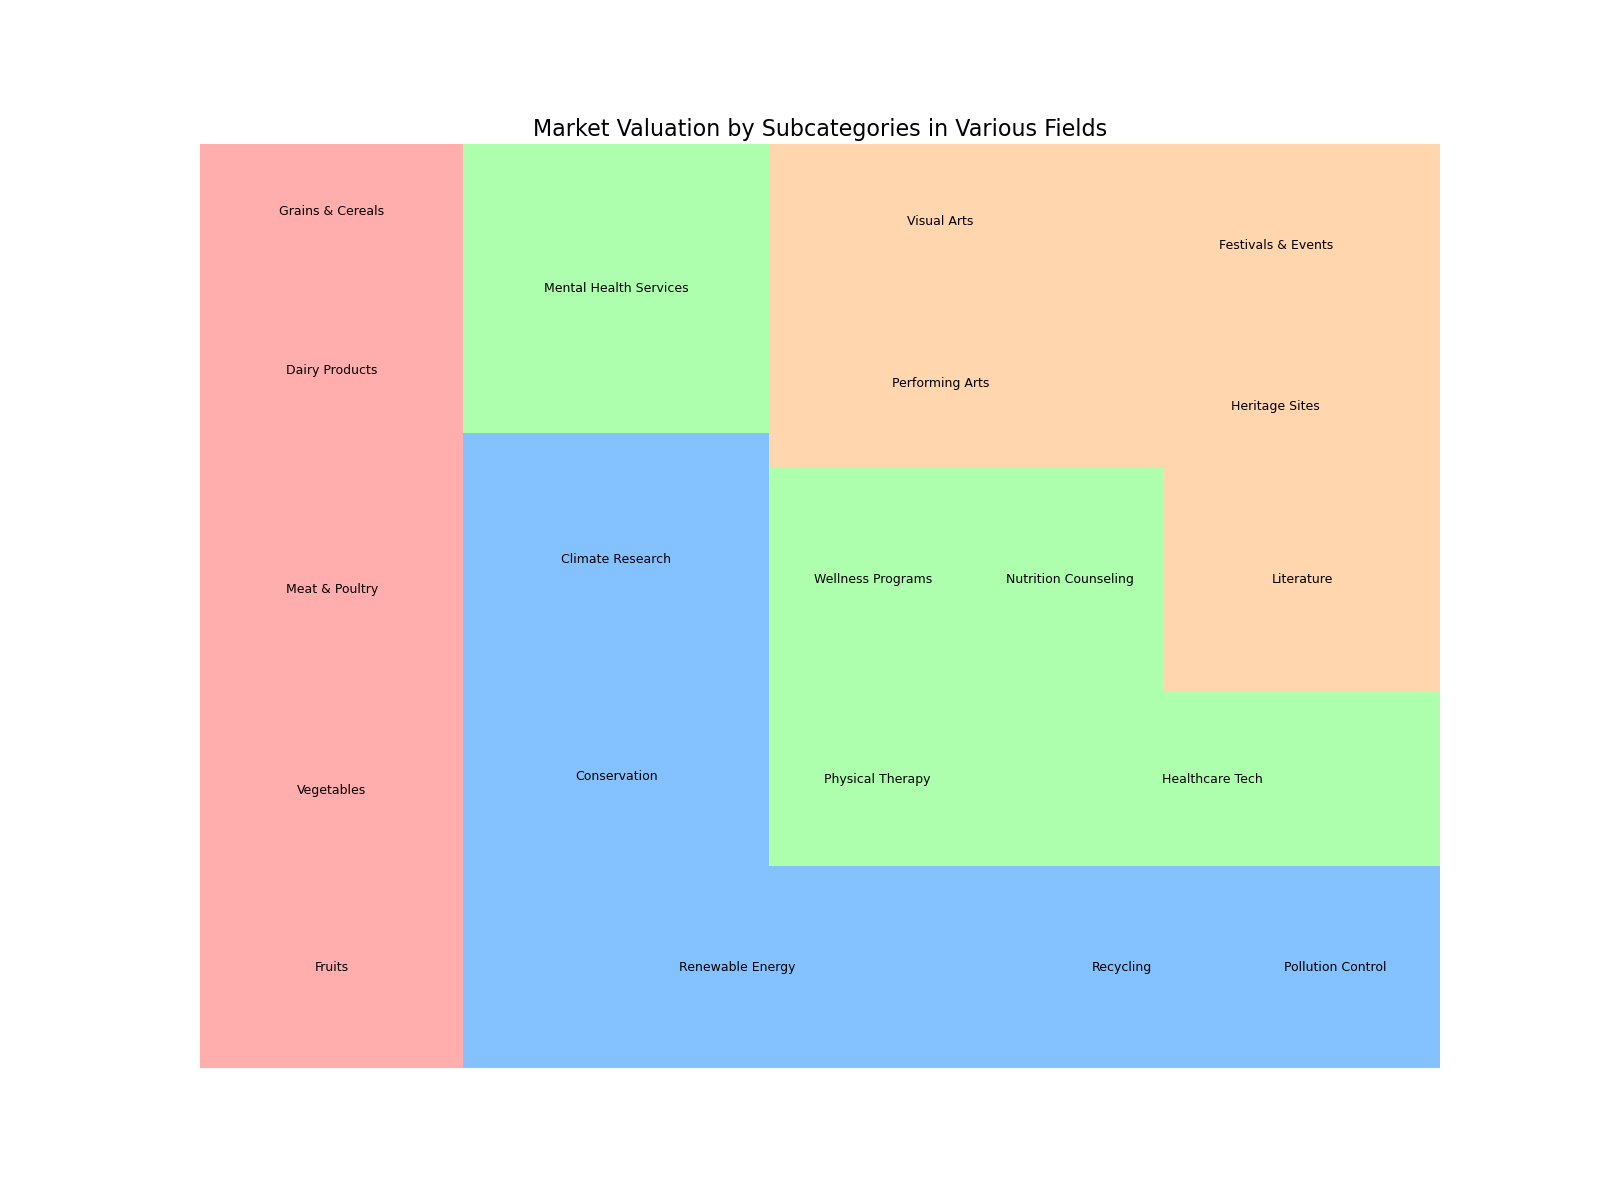 Market Valuation by Subcategories in Various Fields
Grains & Cereals
Visual Arts
Festivals & Events
Mental Health Services
Dairy Products
Performing Arts
Heritage Sites
Climate Research
Wellness Programs
Nutrition Counseling
Literature
Meat & Poultry
Conservation
Physical Therapy
Healthcare Tech
Vegetables
Fruits
Renewable Energy
Recycling
Pollution Control